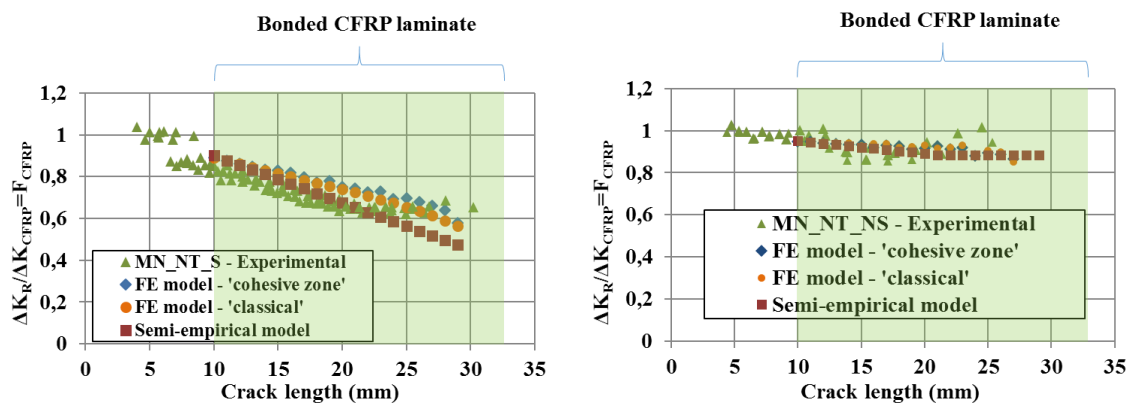 Bonded CFRP laminate
1,2
1
0,8
0,6
0,4
0,2
0
ΔK_R/ΔK_CFRP=F_CFRP
MN_NT_S - Experimental
FE model - 'cohesive zone'
FE model - 'classical'
Semi-empirical model
0 5 10 15 20 25 30 35
Crack length (mm)
Bonded CFRP laminate
1,2
1
0,8
0,6
0,4
0,2
0
ΔK_R/ΔK_CFRP=F_CFRP
MN_NT_NS - Experimental
FE model - 'cohesive zone'
FE model - 'classical'
Semi-empirical model
0 5 10 15 20 25 30 35
Crack length (mm)